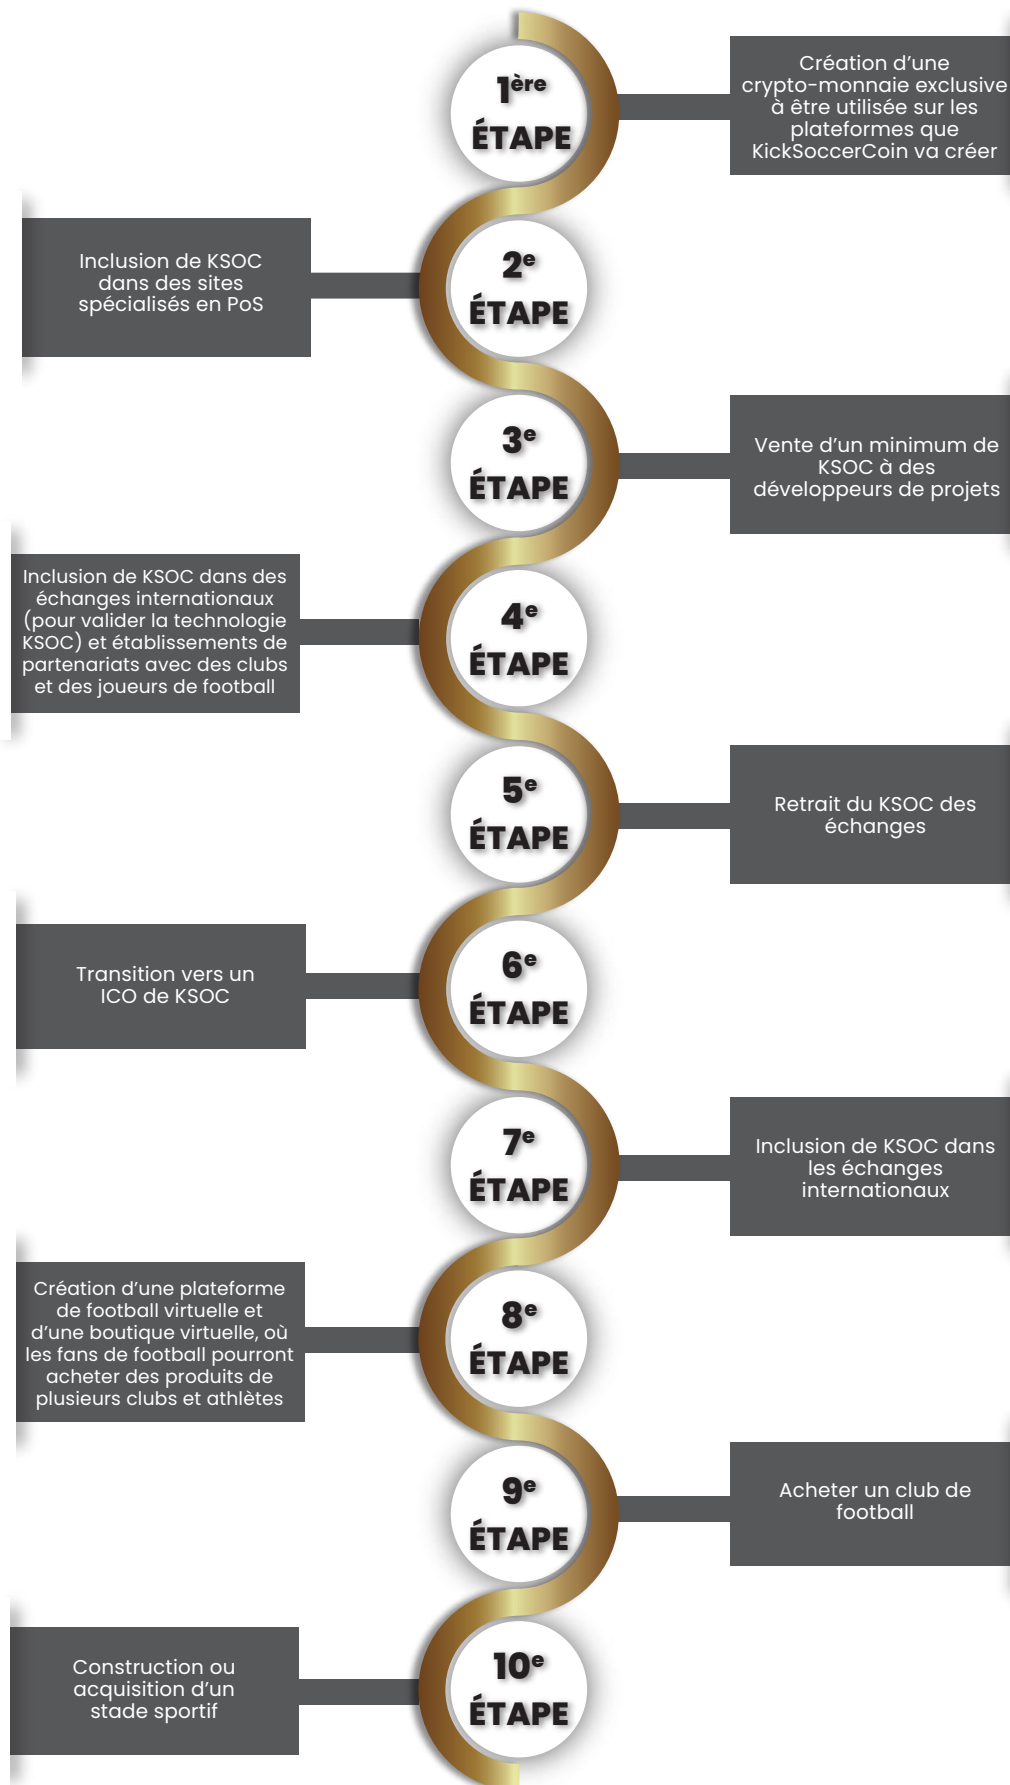 1ère
ÉTAPE
Création d’une
crypto-monnaie exclusive
à être utilisée sur les
plateformes que
KickSoccerCoin va créer
2e
ÉTAPE
Inclusion de KSOC
dans des sites
spécialisés en PoS
3e
ÉTAPE
Vente d’un minimum de
KSOC à des
développeurs de projets
4e
ÉTAPE
Inclusion de KSOC dans des
échanges internationaux
(pour valider la technologie
KSOC) et établissements de
partenariats avec des clubs
et des joueurs de football
5e
ÉTAPE
Retrait du KSOC des
échanges
6e
ÉTAPE
Transition vers un
ICO de KSOC
7e
ÉTAPE
Inclusion de KSOC dans
les échanges
internationaux
8e
ÉTAPE
Création d’une plateforme
de football virtuelle et
d’une boutique virtuelle, où
les fans de football pourront
acheter des produits de
plusieurs clubs et athlètes
9e
ÉTAPE
Acheter un club de
football
10e
ÉTAPE
Construction ou
acquisition d’un
stade sportif